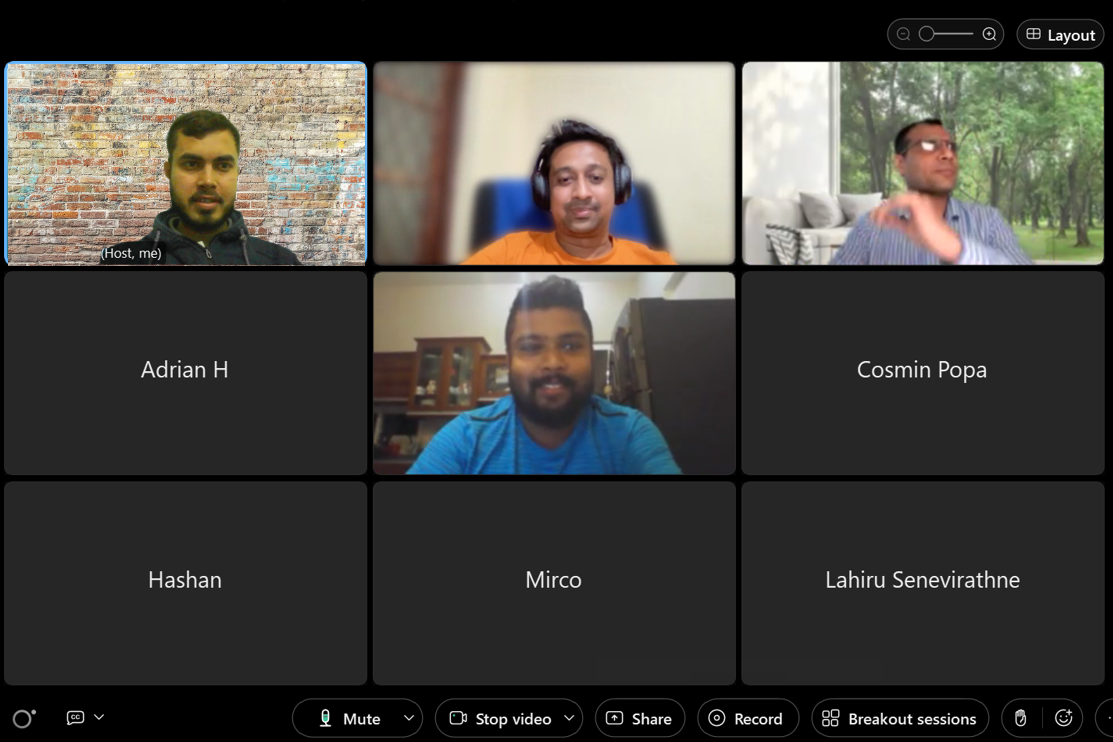 Layout
(Host, me)
Adrian H
Cosmin Popa
Hashan
Mirco
Lahiru Senevirathne
CC
Mute
Stop video
Share
Record
Breakout sessions